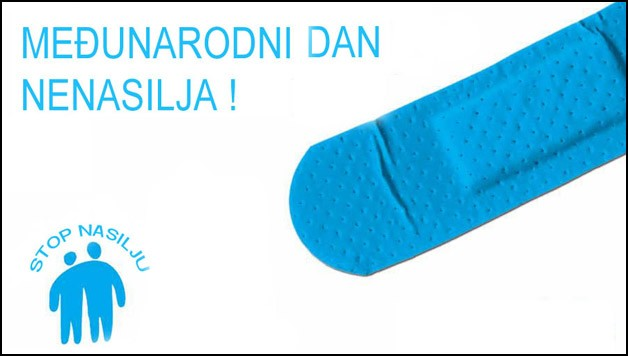 MEĐUNARODNI DAN
NENASILJA !
STOP NASILJU